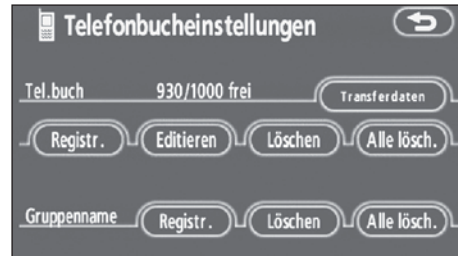 Telefonbucheinstellungen
Tel.buch 930/1000 frei Transferdaten
Registr. Editieren Löschen Alle lösch.
Gruppenname Registr. Löschen Alle lösch.